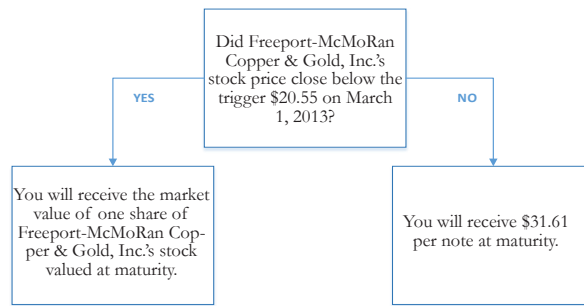 Did Freeport-McMoRan
Copper & Gold, Inc.'s
stock price close below the
trigger $20.55 on March
1, 2013?
YES
NO
You will receive the market
value of one share of
Freeport-McMoRan Cop-
per & Gold, Inc.'s stock
valued at maturity.
You will receive $31.61
per note at maturity.